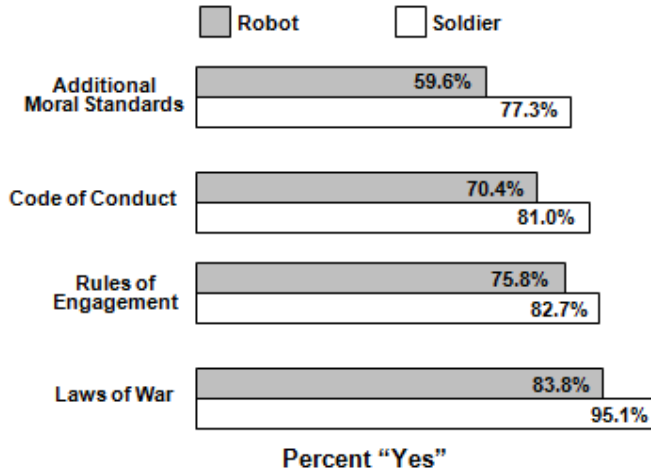 Robot Soldier
Additional
Moral Standards
59.6%
77.3%
Code of Conduct
70.4%
81.0%
Rules of
Engagement
75.8%
82.7%
Laws of War
83.8%
95.1%
Percent “Yes”